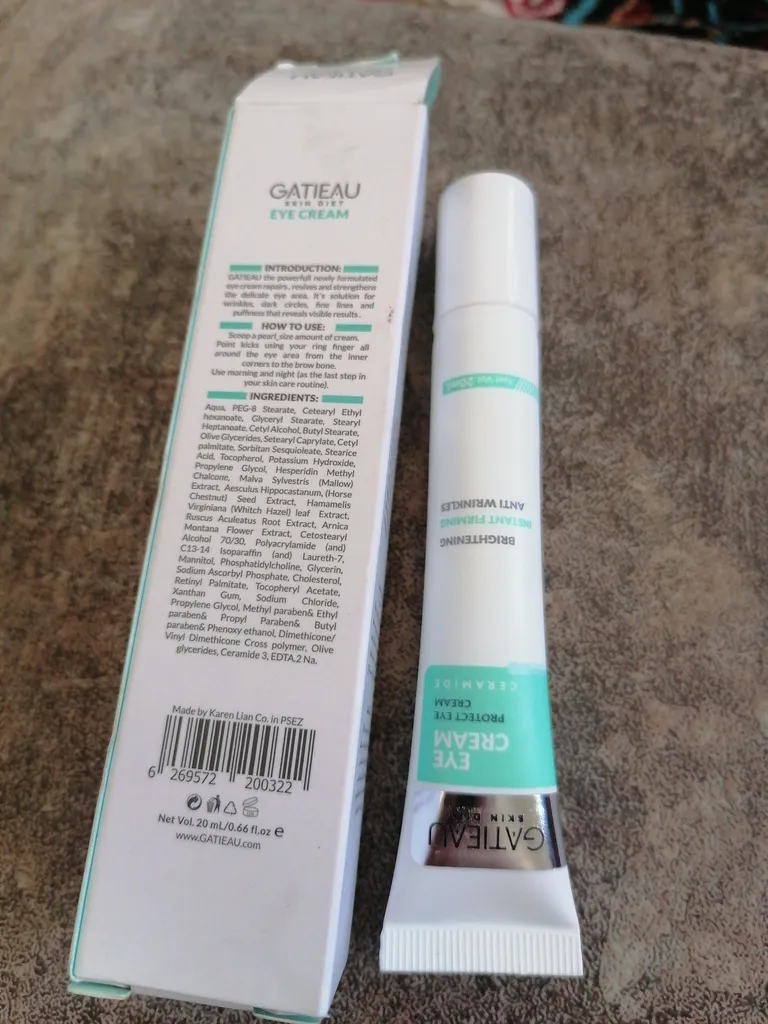 GATIEAU
GATIEAU
SKIN DIET
EYE CREAM
INTRODUCTION:
GATIEAU the powerfull newly formulated
eye cream repairs, revives and strengthens
the delicate eye area. It's solution for
wrinkles, dark circles, fine lines and
puffiness that reveals visible results.
HOW TO USE:
Scoop a pearl_size amount of cream.
Point kicks using your ring finger all
around the eye area from the inner
corners to the brow bone.
Use morning and night (as the last step in
your skin care routine).
INGREDIENTS:
Aqua, PEG-8 Stearate, Cetearyl Ethyl
hexanoate, Glyceryl Stearate, Stearyl
Heptanoate, Cetyl Alcohol, Butyl Stearate,
Olive Glycerides, Setearyl Caprylate, Cetyl
palmitate, Sorbitan Sesquioleate, Stearice
Acid, Tocopherol, Potassium Hydroxide,
Propylene Glycol, Hesperidin Methyl
Chalcone, Malva Sylvestris (Mallow)
Extract, Aesculus Hippocastanum, (Horse
Chestnut) Seed Extract, Hamamelis
Virginiana (Whitch Hazel) leaf Extract,
Ruscus Aculeatus Root Extract, Arnica
Montana Flower Extract, Cetostearyl
Alcohol 70/30, Polyacrylamide (and)
C13-14 Isoparaffin (and) Laureth-7,
Mannitol, Phosphatidylcholine, Glycerin,
Sodium Ascorbyl Phosphate, Cholesterol,
Retinyl Palmitate, Tocopheryl Acetate,
Xanthan Gum, Sodium Chloride,
Propylene Glycol, Methyl paraben& Ethyl
paraben& Propyl Paraben& Butyl
paraben& Phenoxy ethanol, Dimethicone/
Vinyl Dimethicone Cross polymer, Olive
glycerides, Ceramide 3, EDTA.2 Na.
Made by Karen Lian Co. in PSEZ
6 269572 200322
Net Vol. 20 mL/0.66 fl.oz e
www.GATIEAU.com
GATIEAU
SKIN DIET
EYE
CREAM
PROTECT EYE
CREAM
CERAMIDE
BRIGHTENING
INSTANT FIRMING
ANTI WRINKLES
Net Vol. 20mL